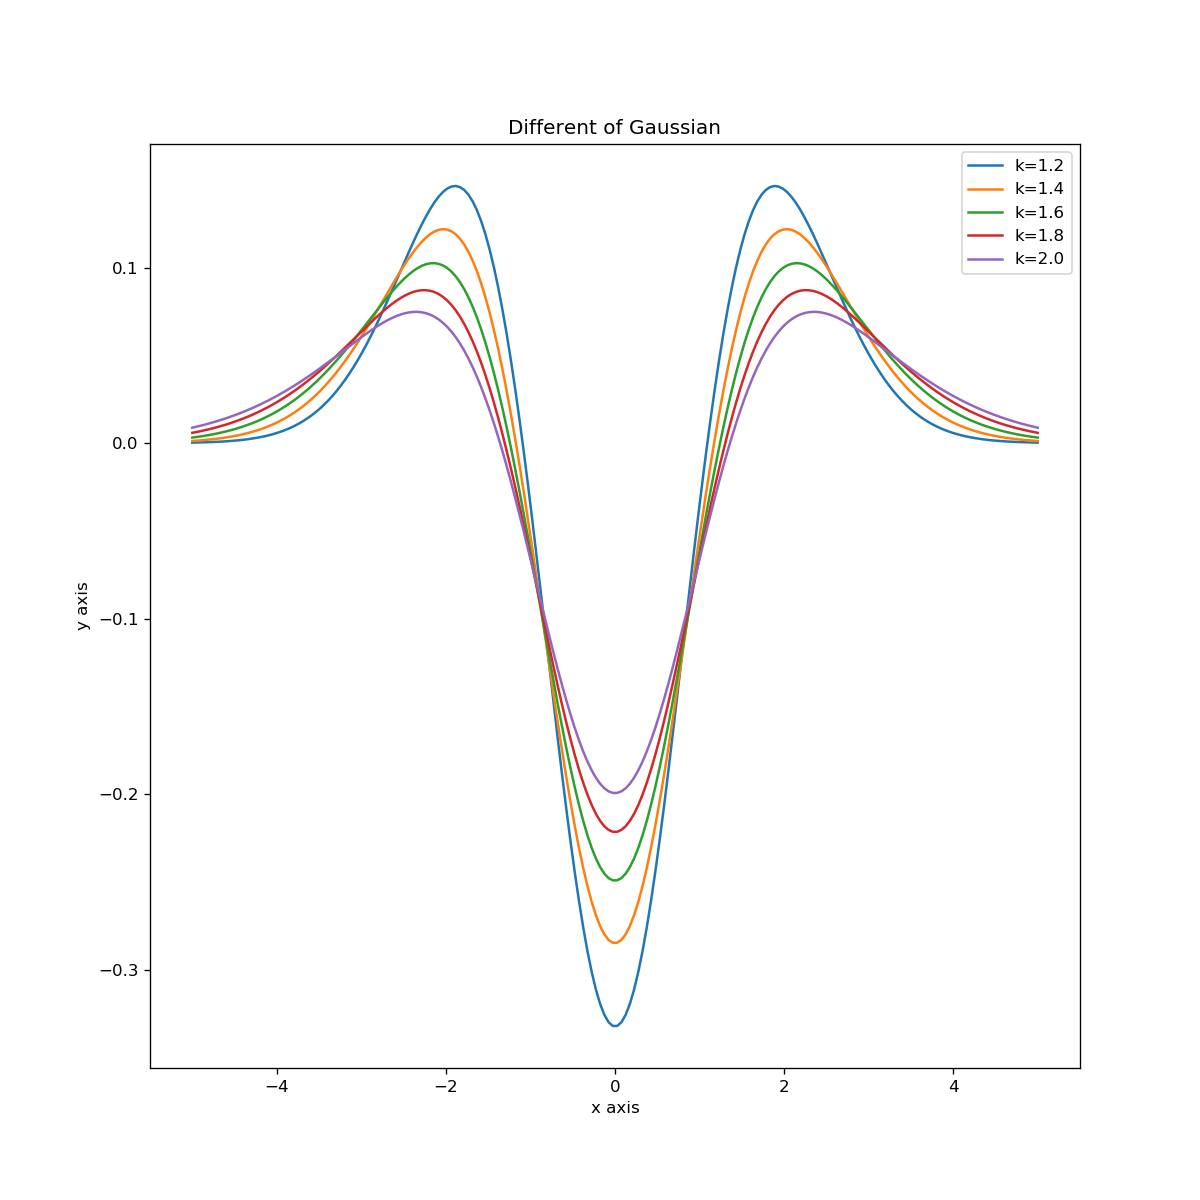 Different of Gaussian
k=1.2
k=1.4
k=1.6
k=1.8
k=2.0
0.1
0.0
−0.1
−0.2
−0.3
y axis
−4
−2
0
2
4
x axis